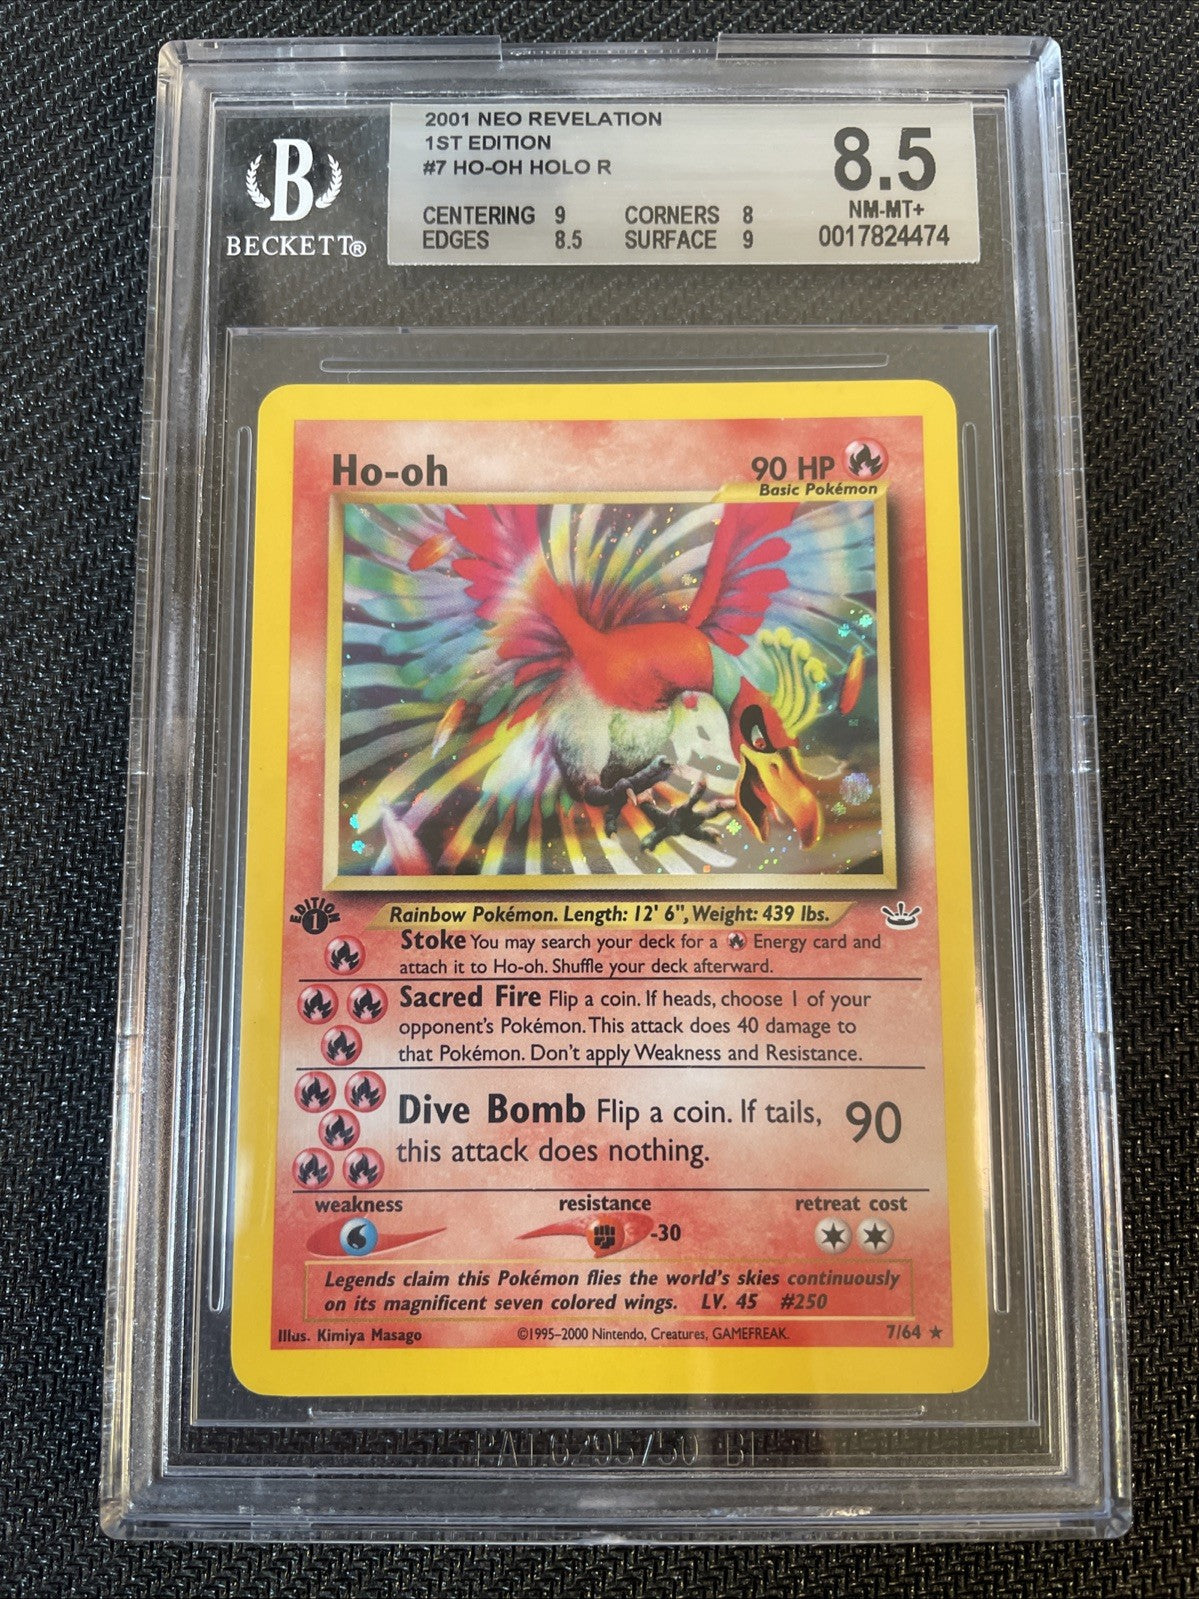 B
BECKETT®
2001 NEO REVELATION
1ST EDITION
#7 HO-OH HOLO R
CENTERING 9 CORNERS 8
EDGES 8.5 SURFACE 9
8.5
NM-MT+
0017824474
Ho-oh
90 HP
Basic Pokémon
EDITION
1
Rainbow Pokémon. Length: 12' 6", Weight: 439 lbs.
Stoke You may search your deck for a Energy card and
attach it to Ho-oh. Shuffle your deck afterward.
Sacred Fire Flip a coin. If heads, choose 1 of your
opponent's Pokémon. This attack does 40 damage to
that Pokémon. Don't apply Weakness and Resistance.
Dive Bomb Flip a coin. If tails, 90
this attack does nothing.
weakness resistance retreat cost
-30
Legends claim this Pokémon flies the world's skies continuously
on its magnificent seven colored wings. LV. 45 #250
Illus. Kimiya Masago ©1995–2000 Nintendo, Creatures, GAMEFREAK. 7/64 ★